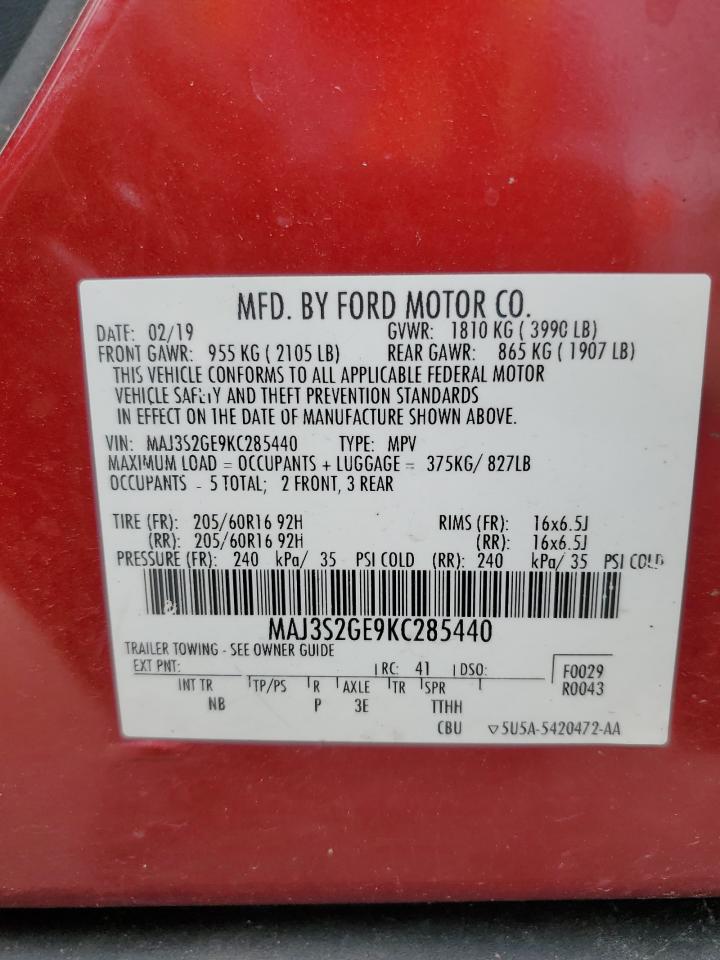 MFD. BY FORD MOTOR CO.
DATE: 02/19 GVWR: 1810 KG ( 3990 LB)
FRONT GAWR: 955 KG ( 2105 LB) REAR GAWR: 865 KG ( 1907 LB)
THIS VEHICLE CONFORMS TO ALL APPLICABLE FEDERAL MOTOR
VEHICLE SAFETY AND THEFT PREVENTION STANDARDS
IN EFFECT ON THE DATE OF MANUFACTURE SHOWN ABOVE.
VIN: MAJ3S2GE9KC285440 TYPE: MPV
MAXIMUM LOAD = OCCUPANTS + LUGGAGE = 375KG/ 827LB
OCCUPANTS - 5 TOTAL; 2 FRONT, 3 REAR
TIRE (FR): 205/60R16 92H RIMS (FR): 16x6.5J
(RR): 205/60R16 92H (RR): 16x6.5J
PRESSURE (FR): 240 kPa/ 35 PSI COLD (RR): 240 kPa/ 35 PSI COLD
MAJ3S2GE9KC285440
TRAILER TOWING - SEE OWNER GUIDE
EXT PNT: RC: 41 DSO: F0029
INT TR TP/PS R AXLE TR SPR R0043
NB P 3E TTHH
CBU ▽5U5A-5420472-AA